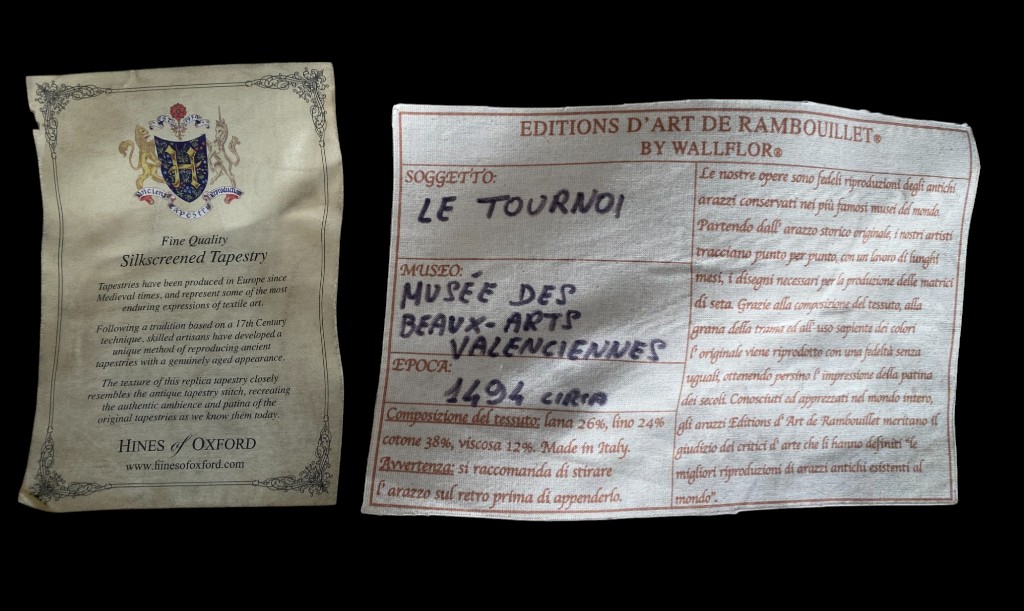 H
Ancient
Tapestry
Reproductions
Fine Quality
Silkscreened Tapestry
Tapestries have been produced in Europe since
Medieval times, and represent some of the most
enduring expressions of textile art.
Following a tradition based on a 17th Century
technique, skilled artisans have developed a
unique method of reproducing ancient
tapestries with a genuinely aged appearance.
The texture of this replica tapestry closely
resembles the antique tapestry stitch, recreating
the authentic ambience and patina of the
original tapestries as we know them today.
HINES of OXFORD
www.hinesofoxford.com
EDITIONS D'ART DE RAMBOUILLET®
BY WALLFLOR®
SOGGETTO:
LE TOURNOI
MUSEO:
MUSÉE DES
BEAUX-ARTS
VALENCIENNES
EPOCA:
1494 CIRCA
Composizione del tessuto: lana 26%, lino 24%
cotone 38%, viscosa 12%. Made in Italy.
Avvertenza: si raccomanda di stirare
l'arazzo sul retro prima di appenderlo.
Le nostre opere sono fedeli riproduzioni degli antichi
arazzi conservati nei più famosi musei del mondo.
Partendo dall'arazzo storico originale, i nostri artisti
tracciano punto per punto, con un lavoro di lunghi
mesi, i disegni necessari per la produzione delle matrici
di seta. Grazie alla composizione del tessuto, alla
grana della trama ed all'uso sapiente dei colori
l'originale viene riprodotto con una fedeltà senza
uguali, ottenendo persino l'impressione della patina
dei secoli. Conosciuti ed apprezzati nel mondo intero,
gli arazzi Editions d'Art de Rambouillet meritano il
giudizio dei critici d'arte che li hanno definiti "le
migliori riproduzioni di arazzi antichi esistenti al
mondo".